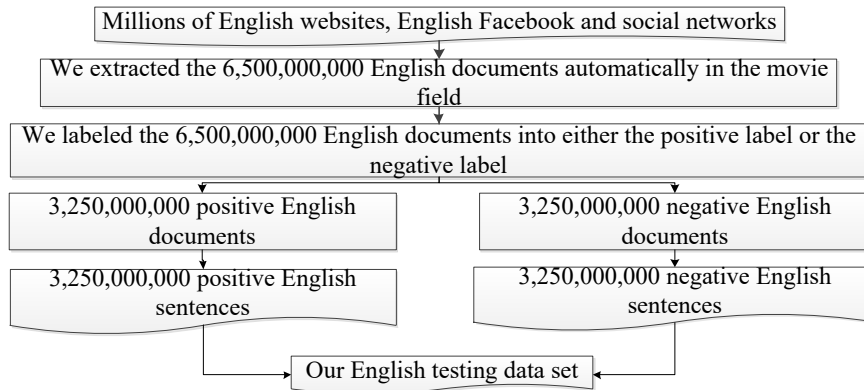 Millions of English websites, English Facebook and social networks
We extracted the 6,500,000,000 English documents automatically in the movie
field
We labeled the 6,500,000,000 English documents into either the positive label or the
negative label
3,250,000,000 positive English
documents
3,250,000,000 negative English
documents
3,250,000,000 positive English
sentences
3,250,000,000 negative English
sentences
Our English testing data set